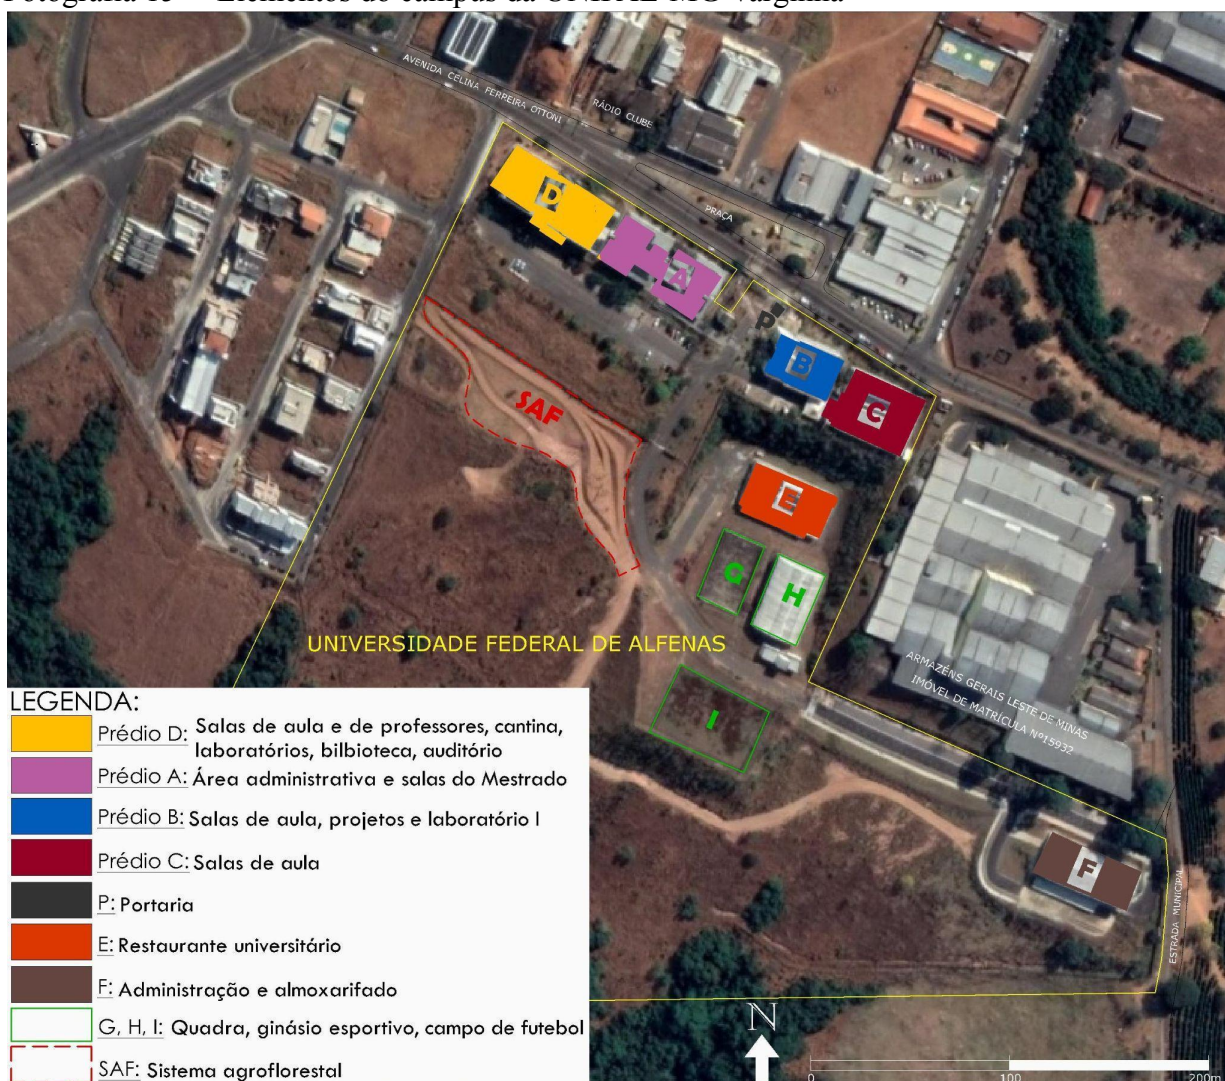 AVENIDA CELINA FERREIRA OTTONI
RÁDIO CLUBE
PRAÇA
D
A
P
B
C
SAF
E
G
H
UNIVERSIDADE FEDERAL DE ALFENAS
ARMAZÉNS GERAIS LESTE DE MINAS
IMÓVEL DE MATRÍCULA Nº15932
I
F
ESTRADA MUNICIPAL
LEGENDA:
Prédio D: Salas de aula e de professores, cantina,
laboratórios, bilbioteca, auditório
Prédio A: Área administrativa e salas do Mestrado
Prédio B: Salas de aula, projetos e laboratório I
Prédio C: Salas de aula
P: Portaria
E: Restaurante universitário
F: Administração e almoxarifado
G, H, I: Quadra, ginásio esportivo, campo de futebol
SAF: Sistema agroflorestal
N
0 100 200m